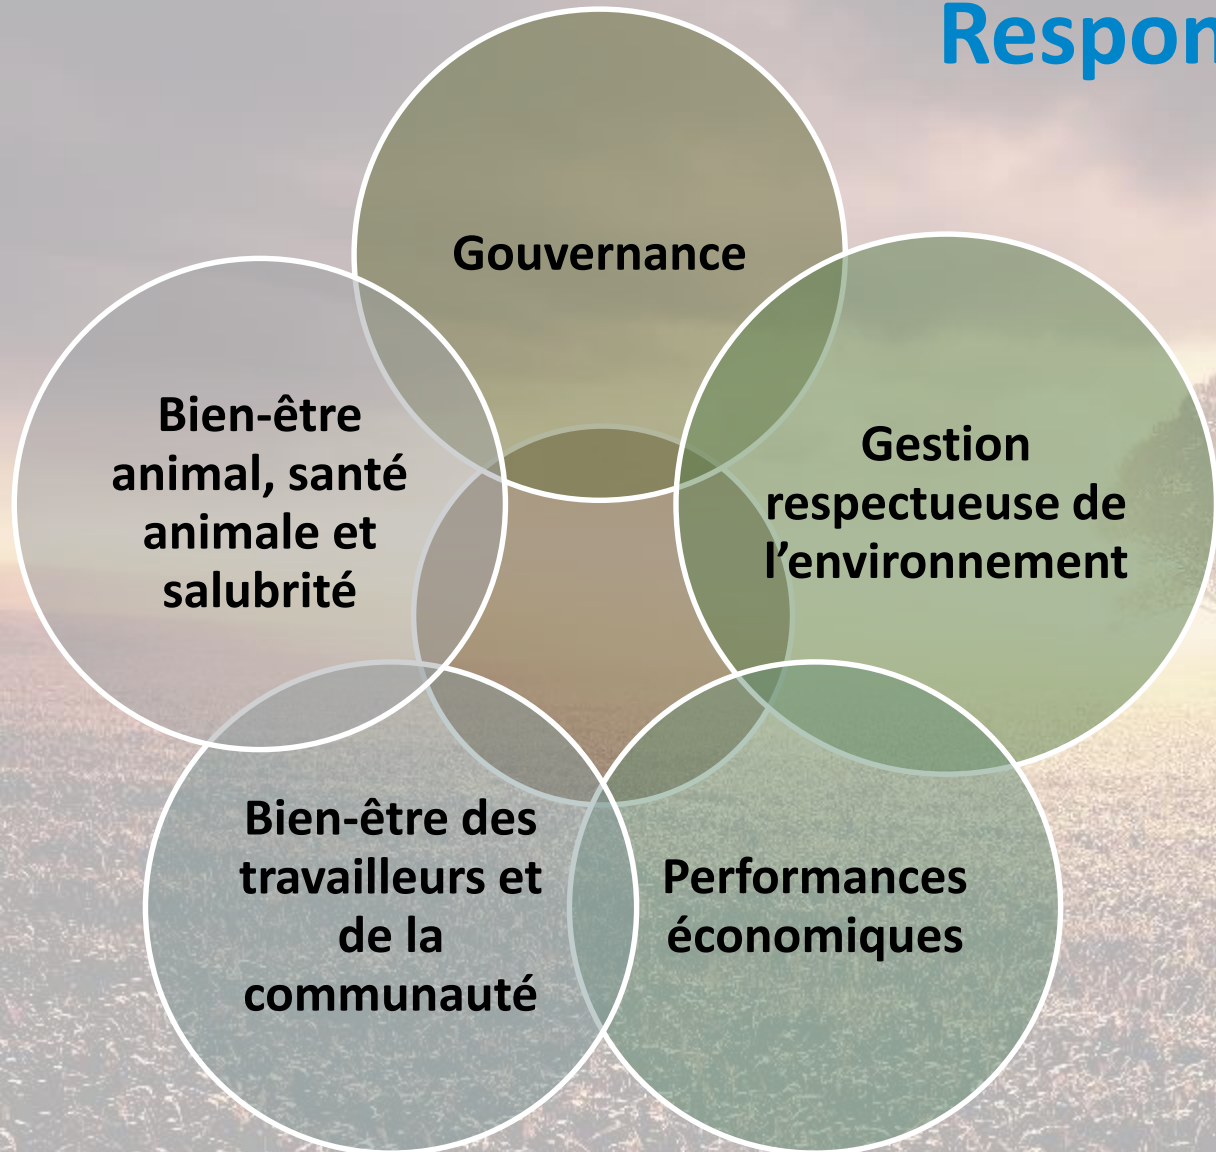 Respon
Gouvernance
Bien-être
animal, santé
animale et
salubrité
Gestion
respectueuse de
l’environnement
Bien-être des
travailleurs et
de la
communauté
Performances
économiques